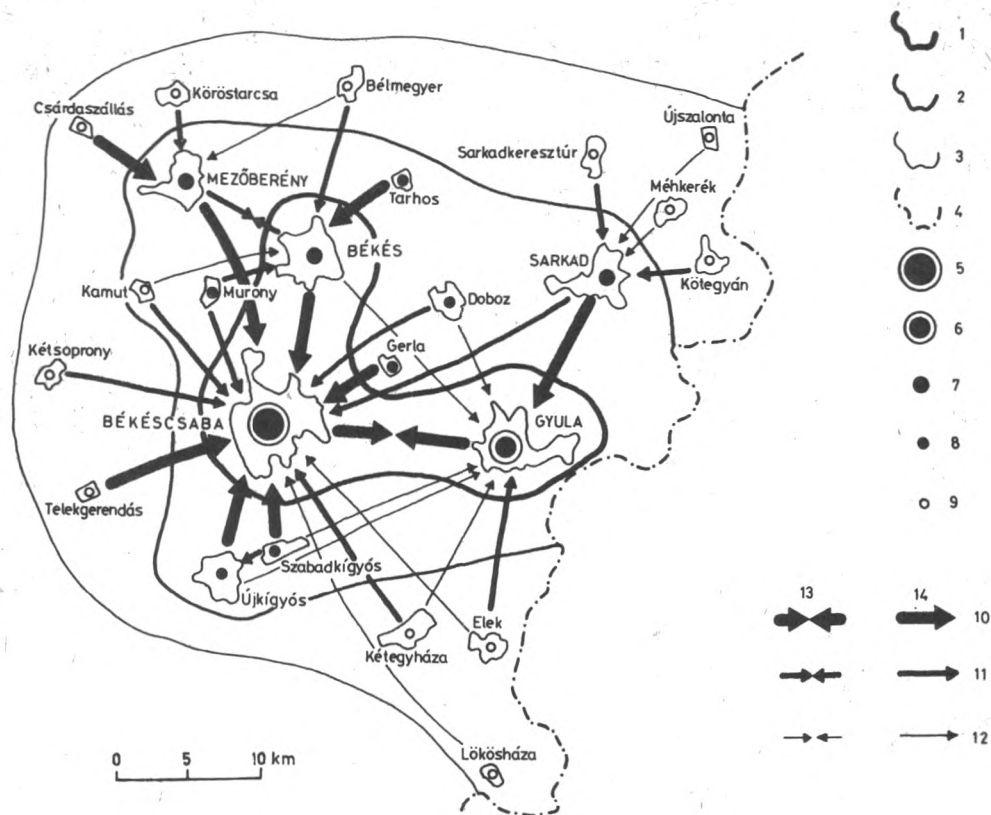 1
Köröstarcsa
Bélmegyer
Csárdaszállás
2
Újszalonta
Sarkadkeresztúr
3
MEZŐBERÉNY
Tarhos
Méhkerék
4
BÉKÉS
SARKAD
5
Kamut
Murony
Doboz
Kötegyán
6
Kétsoprony
Gerla
7
BÉKÉSCSABA
GYULA
8
Telekgerendás
9
Szabadkígyós
Újkígyós
13
14
10
Elek
Kétegyháza
11
12
Lökösháza
0 5 10 km